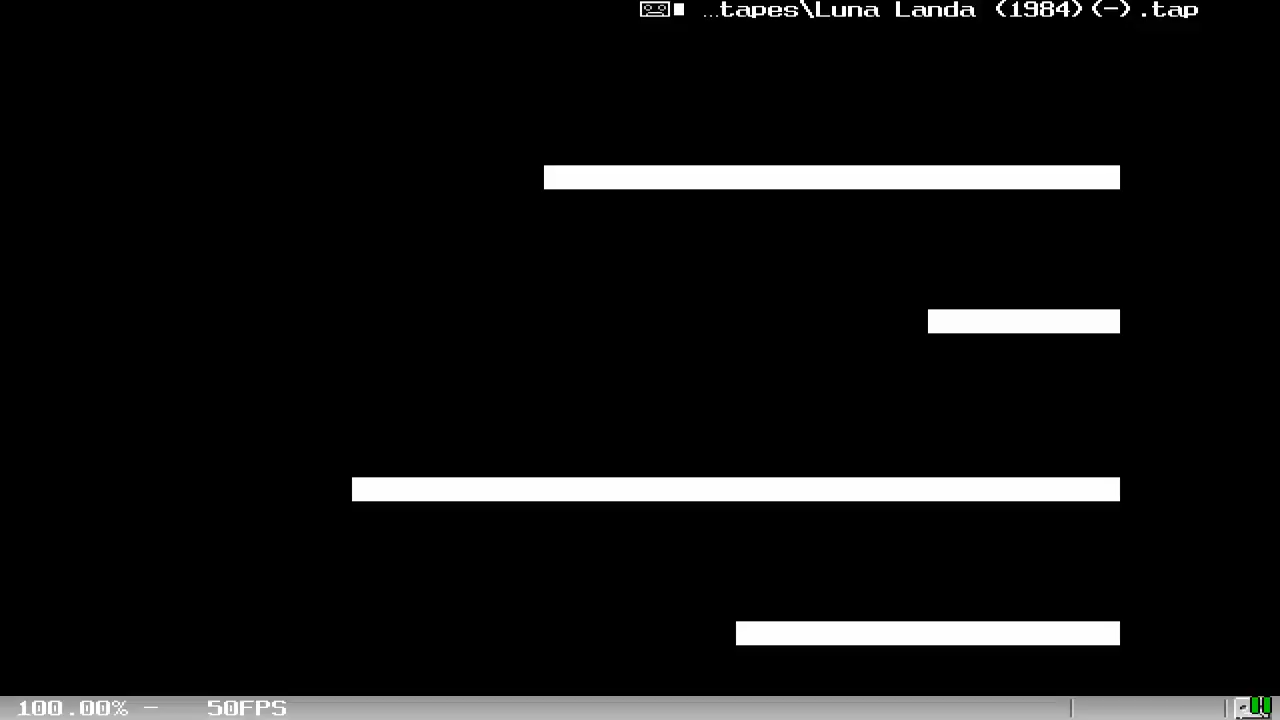 …tapes\Luna Landa (1984)(-).tap
100.00% - 50FPS